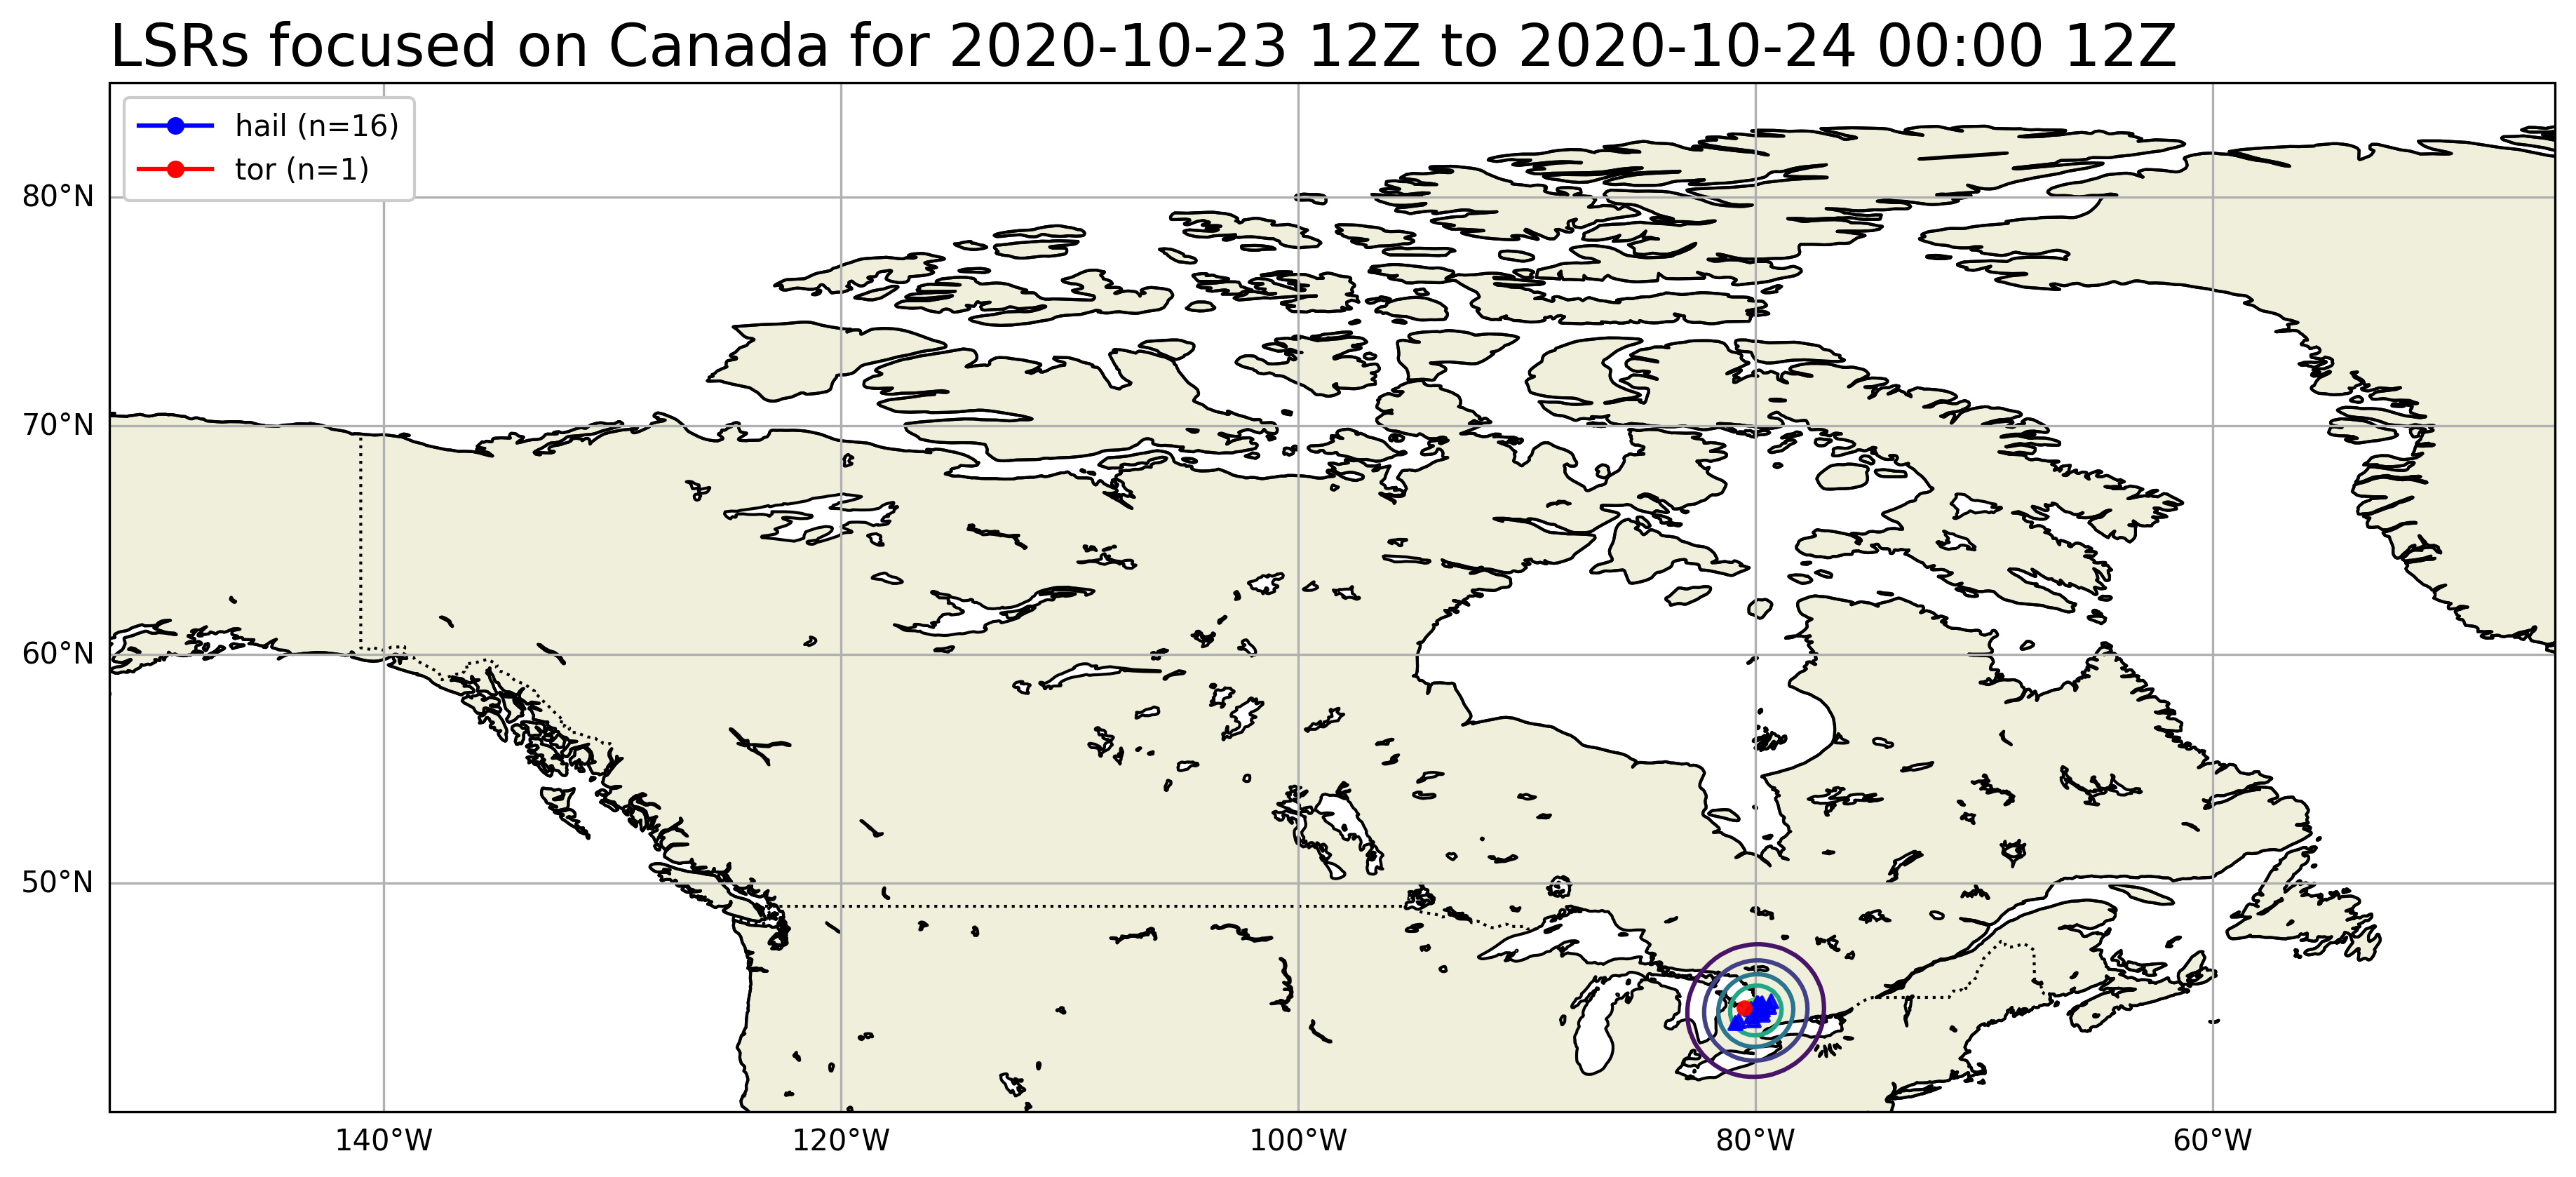 LSRs focused on Canada for 2020-10-23 12Z to 2020-10-24 00:00 12Z
hail (n=16)
tor (n=1)
80°N
70°N
60°N
50°N
140°W
120°W
100°W
80°W
60°W